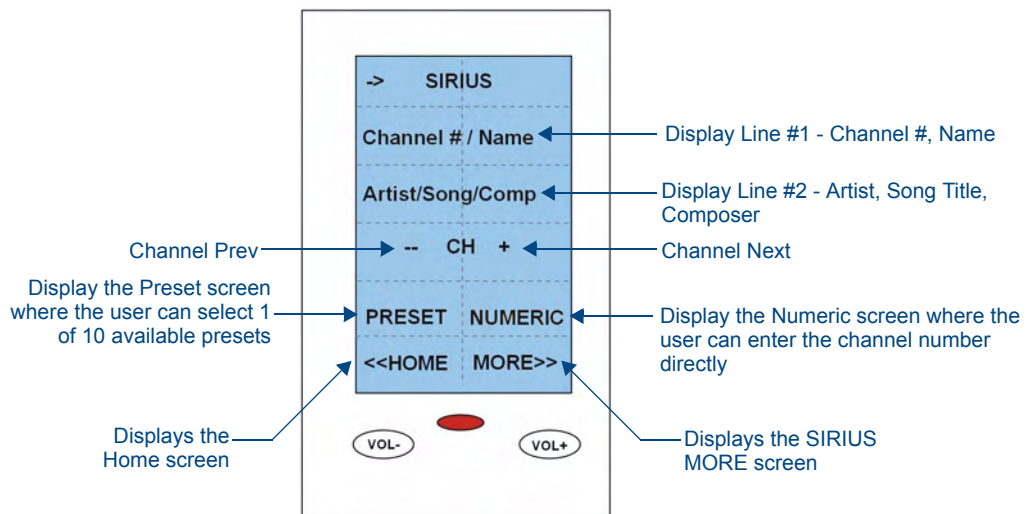 -> SIRIUS
Channel # / Name
Display Line #1 - Channel #, Name
Artist/Song/Comp
Display Line #2 - Artist, Song Title,
Composer
Channel Prev
-- CH +
Channel Next
Display the Preset screen
where the user can select 1
of 10 available presets
PRESET NUMERIC
Display the Numeric screen where the
user can enter the channel number
directly
<<HOME MORE>>
Displays the
Home screen
VOL-
VOL+
Displays the SIRIUS
MORE screen